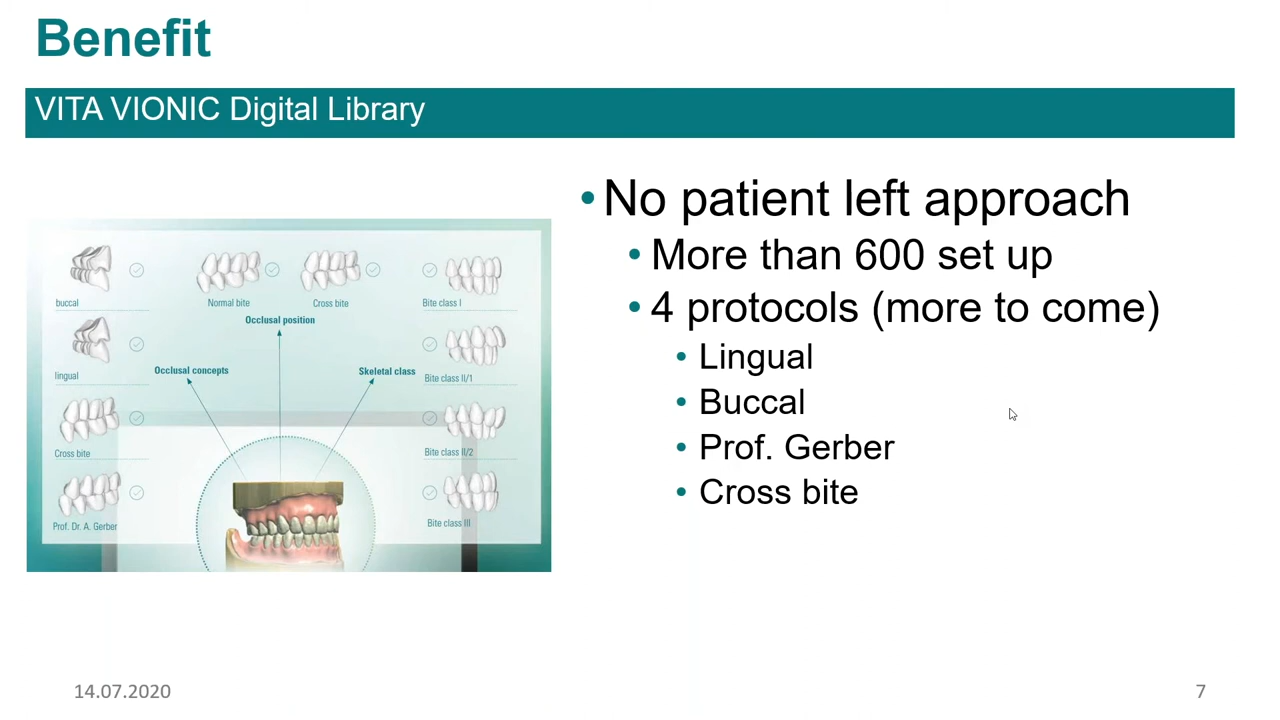 Benefit
VITA VIONIC Digital Library
buccal
Normal bite
Cross bite
Bite class I
Occlusal position
lingual
Occlusal concepts
Skeletal class
Bite class II/1
Cross bite
Bite class II/2
Prof. Dr. A. Gerber
Bite class III
• No patient left approach
• More than 600 set up
• 4 protocols (more to come)
• Lingual
• Buccal
• Prof. Gerber
• Cross bite
14.07.2020
7